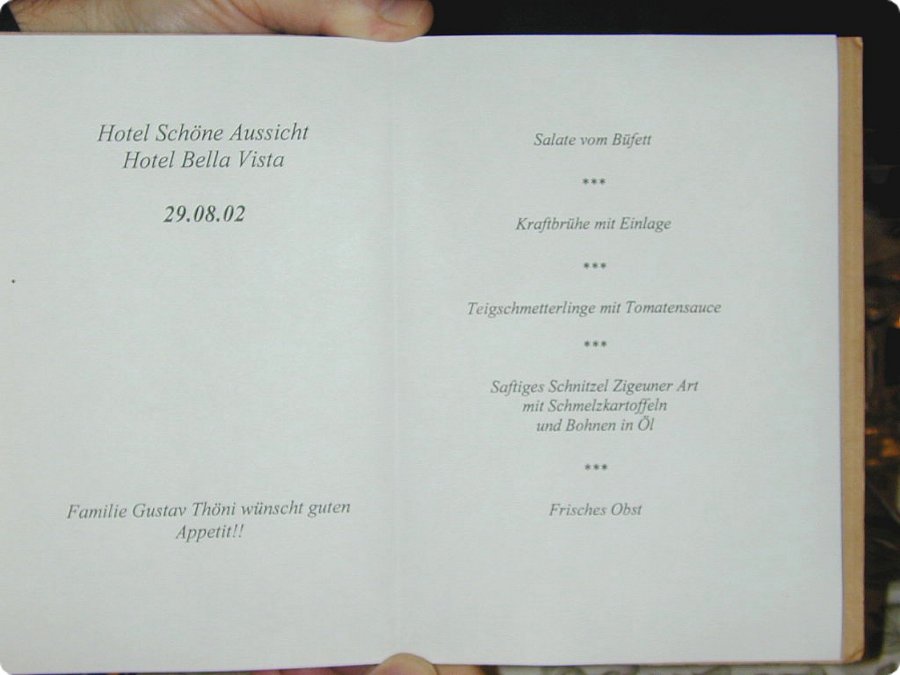 Hotel Schöne Aussicht
Hotel Bella Vista
29.08.02
Familie Gustav Thöni wünscht guten
Appetit!!
Salate vom Büfett
***
Kraftbrühe mit Einlage
***
Teigschmetterlinge mit Tomatensauce
***
Saftiges Schnitzel Zigeuner Art
mit Schmelzkartoffeln
und Bohnen in Öl
***
Frisches Obst